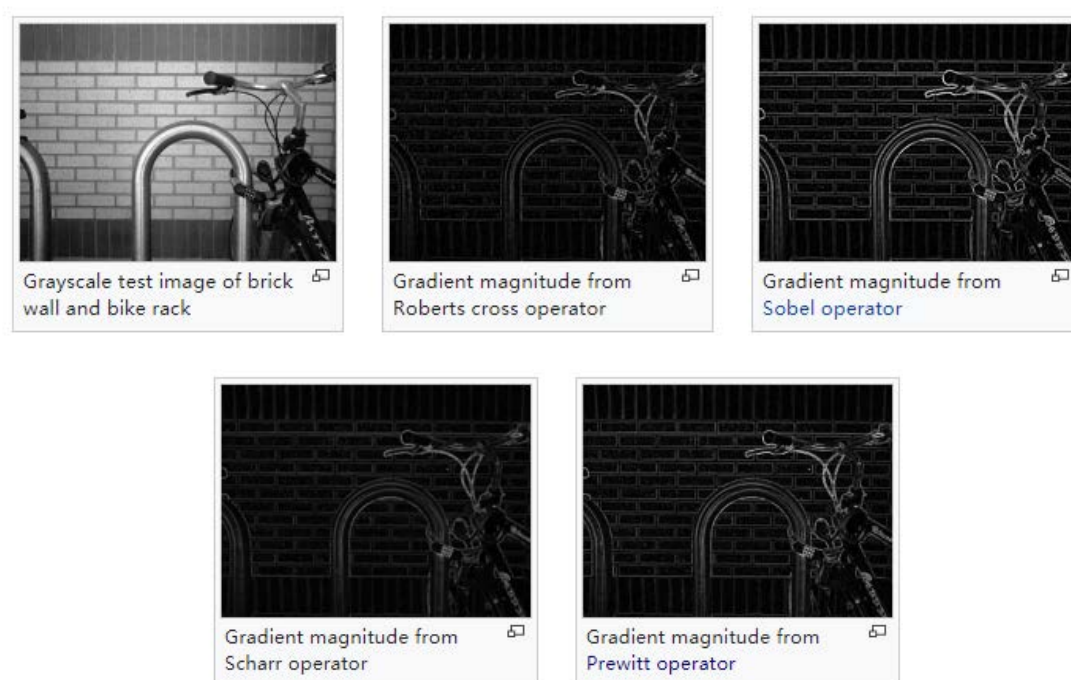 Grayscale test image of brick
wall and bike rack
Gradient magnitude from
Roberts cross operator
Gradient magnitude from
Sobel operator
Gradient magnitude from
Scharr operator
Gradient magnitude from
Prewitt operator